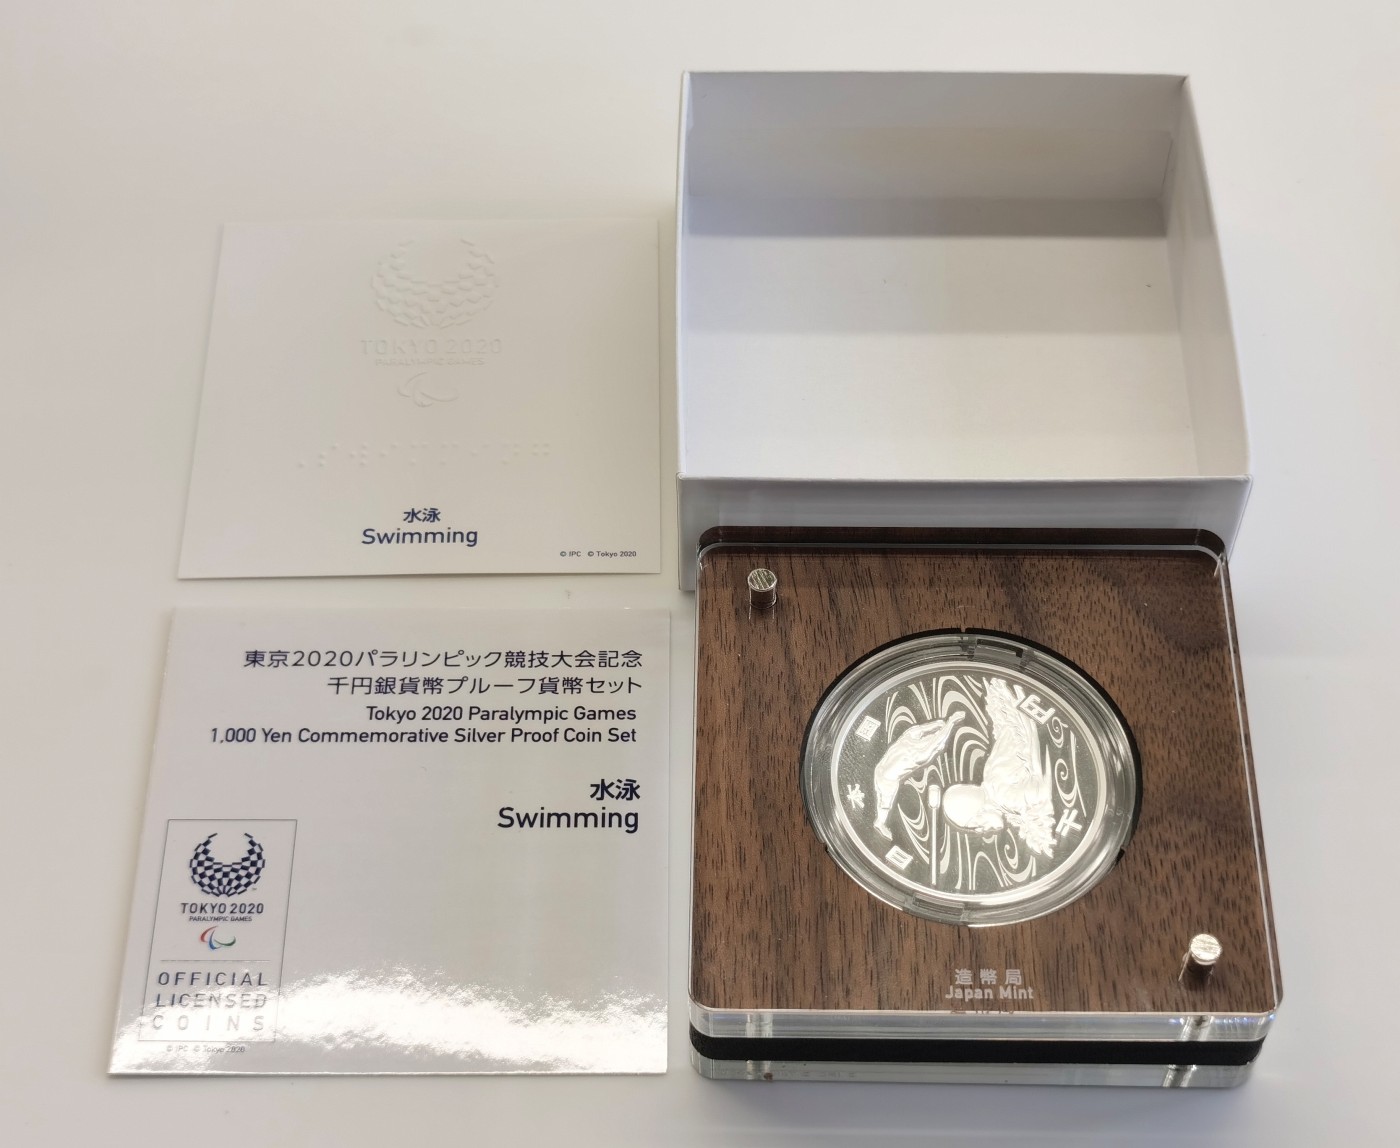 TOKYO 2020
PARALYMPIC GAMES
水泳
Swimming
© IPC © Tokyo 2020
東京2020パラリンピック競技大会記念
千円銀貨幣プルーフ貨幣セット
Tokyo 2020 Paralympic Games
1,000 Yen Commemorative Silver Proof Coin Set
水泳
Swimming
TOKYO 2020
PARALYMPIC GAMES
OFFICIAL
LICENSED
COINS
© IPC © Tokyo 2020
日本国
千円
造幣局
Japan Mint